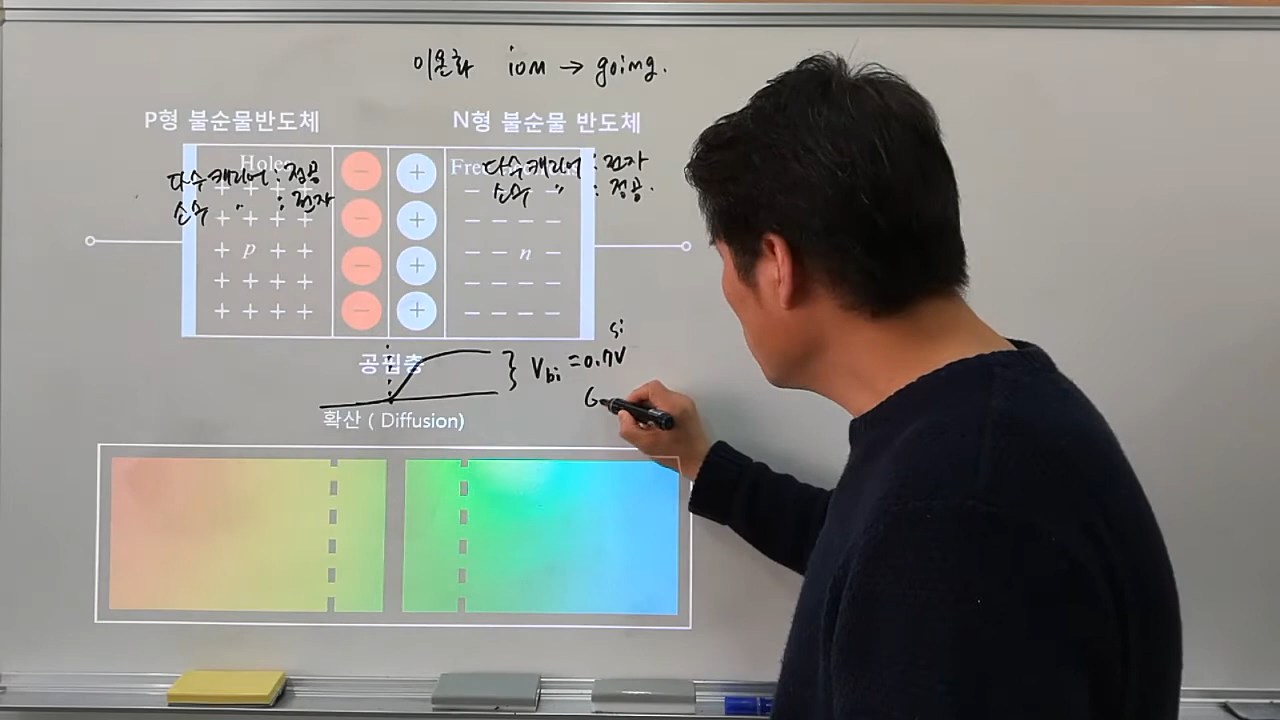 이온화 ion → going.
P형 불순물반도체
N형 불순물 반도체
Holes
다수캐리어 : 정공
소수 〃 : 전자
Free
다수캐리어 : 전자
소수 〃 : 정공.
− +
− +
− +
− +
+ + + +
+ + + +
+ p + +
+ + + +
+ + + +
− − − −
− − − −
− − n −
− − − −
− − − −
공핍층
Si
Vbi = 0.7V
G
확산 ( Diffusion)